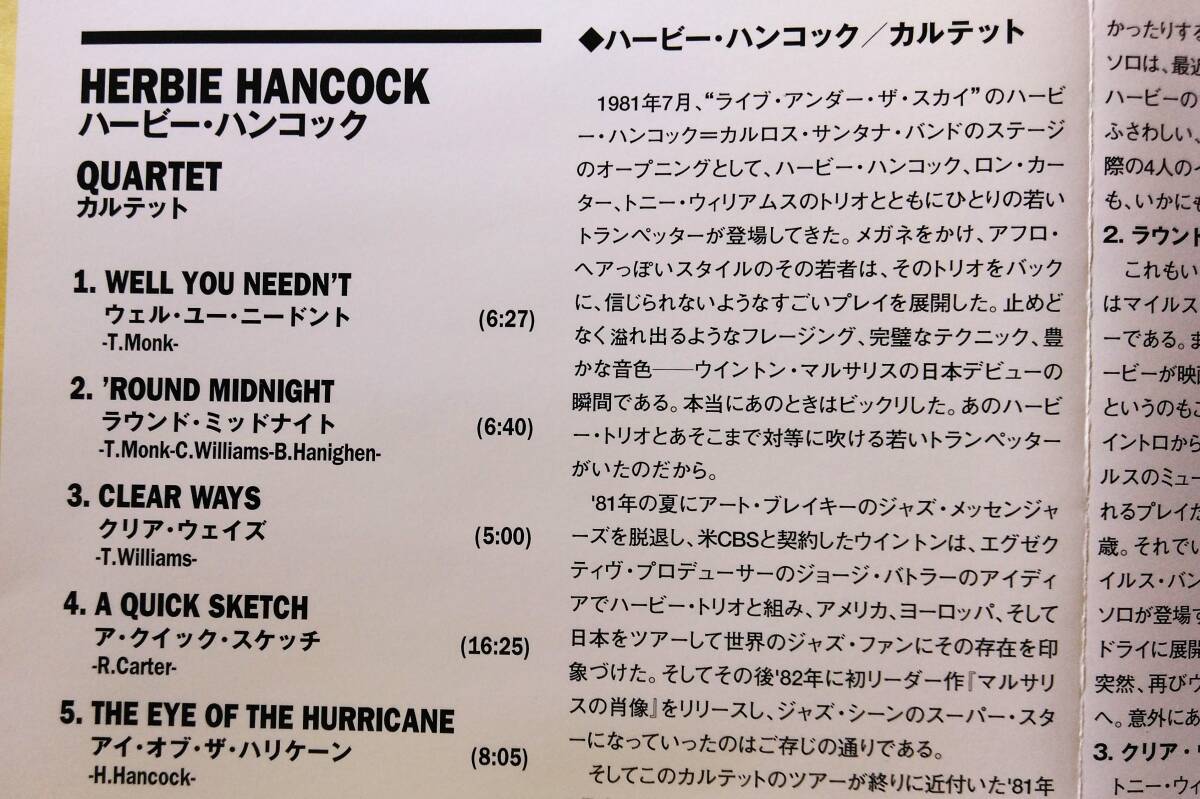 HERBIE HANCOCK
ハービー・ハンコック
QUARTET
カルテット
1. WELL YOU NEEDN'T
ウェル・ユー・ニードント (6:27)
-T.Monk-
2. ’ROUND MIDNIGHT
ラウンド・ミッドナイト (6:40)
-T.Monk-C.Williams-B.Hanighen-
3. CLEAR WAYS
クリア・ウェイズ (5:00)
-T.Williams-
4. A QUICK SKETCH
ア・クイック・スケッチ (16:25)
-R.Carter-
5. THE EYE OF THE HURRICANE
アイ・オブ・ザ・ハリケーン (8:05)
-H.Hancock-
◆ハービー・ハンコック／カルテット
1981年7月、“ライブ・アンダー・ザ・スカイ”のハービ
ー・ハンコック＝カルロス・サンタナ・バンドのステージ
のオープニングとして、ハービー・ハンコック、ロン・カー
ター、トニー・ウィリアムスのトリオとともにひとりの若い
トランペッターが登場してきた。メガネをかけ、アフロ・
ヘアっぽいスタイルのその若者は、そのトリオをバック
に、信じられないようなすごいプレイを展開した。止めど
なく溢れ出るようなフレージング、完璧なテクニック、豊
かな音色──ウイントン・マルサリスの日本デビューの
瞬間である。本当にあのときはビックリした。あのハービ
ー・トリオとあそこまで対等に吹ける若いトランペッター
がいたのだから。
'81年の夏にアート・ブレイキーのジャズ・メッセンジャ
ーズを脱退し、米CBSと契約したウイントンは、エグゼク
ティヴ・プロデューサーのジョージ・バトラーのアイディ
アでハービー・トリオと組み、アメリカ、ヨーロッパ、そして
日本をツアーして世界のジャズ・ファンにその存在を印
象づけた。そしてその後'82年に初リーダー作『マルサリ
スの肖像』をリリースし、ジャズ・シーンのスーパー・スタ
ーになっていったのはご存じの通りである。
そしてこのカルテットのツアーが終りに近付いた'81年
かったりする
ソロは、最近
ハービーの
ふさわしい、
際の4人のイ
も、いかにも
2. ラウンド
これもい
はマイルス
ーである。ま
ービーが映画
というのもこ
イントロから
ルスのミュー
れるプレイだ
歳。それでい
イルス・バン
ソロが登場す
ドライに展開
突然、再びウ
へ。意外にあ
3. クリア・
トニー・ウィ